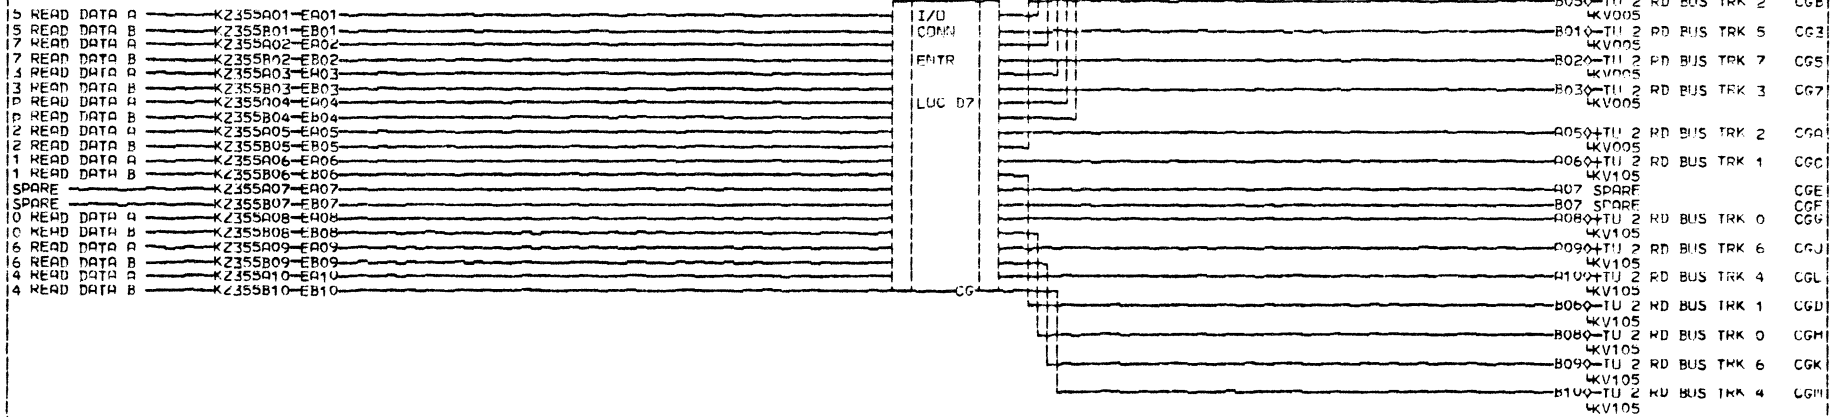 5 READ DATA A KZ355A01-EA01 I/O B05 -TU 2 RD BUS TRK 2 CGB
KV005
5 READ DATA B KZ355B01-EB01 CONN B01 -TU 2 RD BUS TRK 5 CG3
7 READ DATA A KZ355A02-EA02 KV005
7 READ DATA B KZ355B02-EB02 ENTR B02 -TU 2 RD BUS TRK 7 CG5
3 READ DATA A KZ355A03-EA03 KV005
3 READ DATA B KZ355B03-EB03 B03 -TU 2 RD BUS TRK 3 CG7
P READ DATA A KZ355A04-EA04 LOC D7 KV005
P READ DATA B KZ355B04-EB04
2 READ DATA A KZ355A05-EA05 A05 +TU 2 RD BUS TRK 2 CGA
2 READ DATA B KZ355B05-EB05 KV005
1 READ DATA A KZ355A06-EA06 A06 +TU 2 RD BUS TRK 1 CGC
1 READ DATA B KZ355B06-EB06 KV105
SPARE KZ355A07-EA07 A07 SPARE CGE
SPARE KZ355B07-EB07 B07 SPARE CGF
0 READ DATA A KZ355A08-EA08 A08 +TU 2 RD BUS TRK 0 CGG
0 READ DATA B KZ355B08-EB08 KV105
6 READ DATA A KZ355A09-EA09 A09 +TU 2 RD BUS TRK 6 CGJ
6 READ DATA B KZ355B09-EB09 KV105
4 READ DATA A KZ355A10-EA10 A10 +TU 2 RD BUS TRK 4 CGL
4 READ DATA B KZ355B10-EB10 CG KV105
B06 -TU 2 RD BUS TRK 1 CGD
KV105
B08 -TU 2 RD BUS TRK 0 CGH
KV105
B09 -TU 2 RD BUS TRK 6 CGK
KV105
B10 -TU 2 RD BUS TRK 4 CGM
KV105